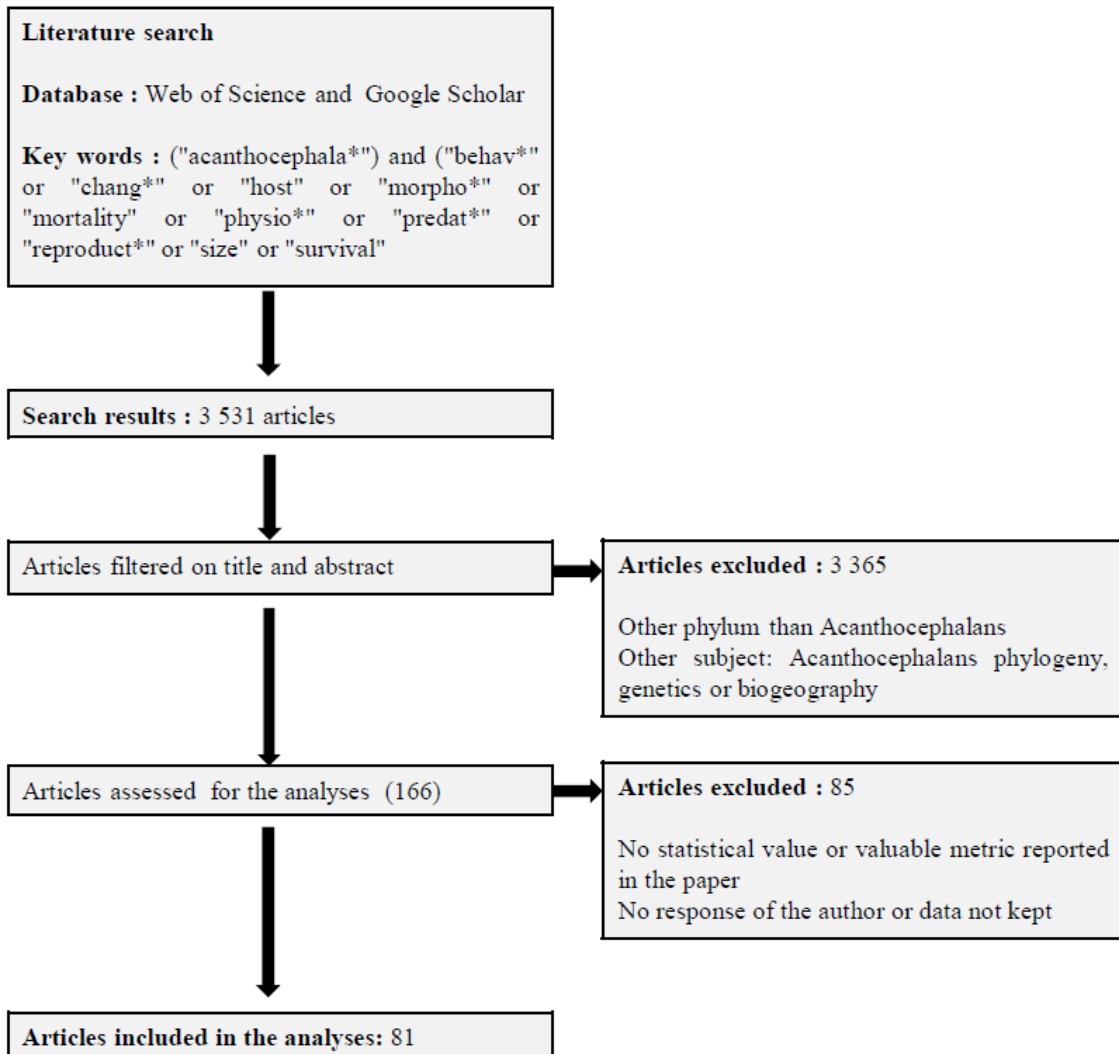 Literature search
Database : Web of Science and Google Scholar
Key words : ("acanthocephala*") and ("behav*"
or "chang*" or "host" or "morpho*" or
"mortality" or "physio*" or "predat*" or
"reproduct*" or "size" or "survival"
Search results : 3 531 articles
Articles filtered on title and abstract
Articles excluded : 3 365
Other phylum than Acanthocephalans
Other subject: Acanthocephalans phylogeny,
genetics or biogeography
Articles assessed for the analyses (166)
Articles excluded : 85
No statistical value or valuable metric reported
in the paper
No response of the author or data not kept
Articles included in the analyses: 81